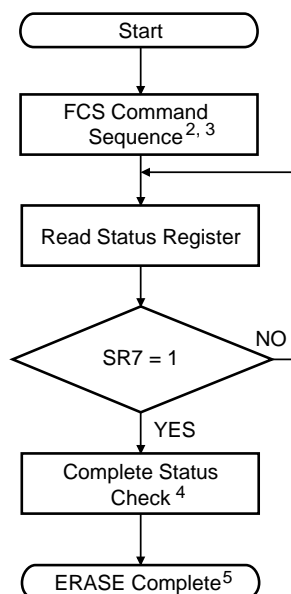 Start
FCS Command
Sequence2, 3
Read Status Register
SR7 = 1
NO
YES
Complete Status
Check 4
ERASE Complete5